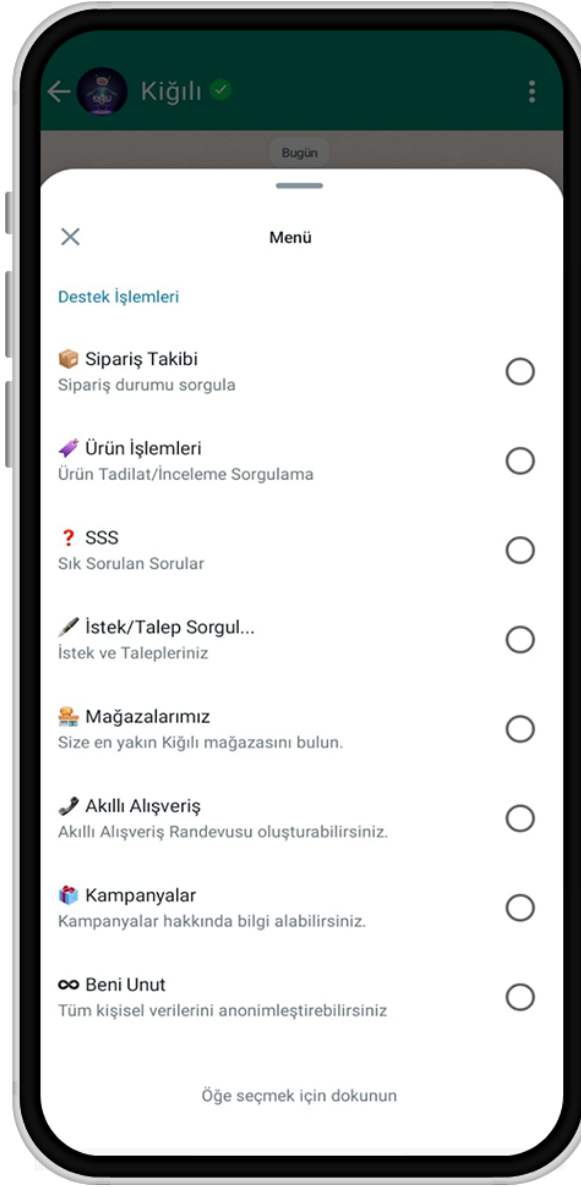 Kiğılı
Bugün
Menü
Destek İşlemleri
Sipariş Takibi
Sipariş durumu sorgula
Ürün İşlemleri
Ürün Tadilat/İnceleme Sorgulama
SSS
Sık Sorulan Sorular
İstek/Talep Sorgul...
İstek ve Talepleriniz
Mağazalarımız
Size en yakın Kiğılı mağazasını bulun.
Akıllı Alışveriş
Akıllı Alışveriş Randevusu oluşturabilirsiniz.
Kampanyalar
Kampanyalar hakkında bilgi alabilirsiniz.
Beni Unut
Tüm kişisel verilerini anonimleştirebilirsiniz
Öğe seçmek için dokunun